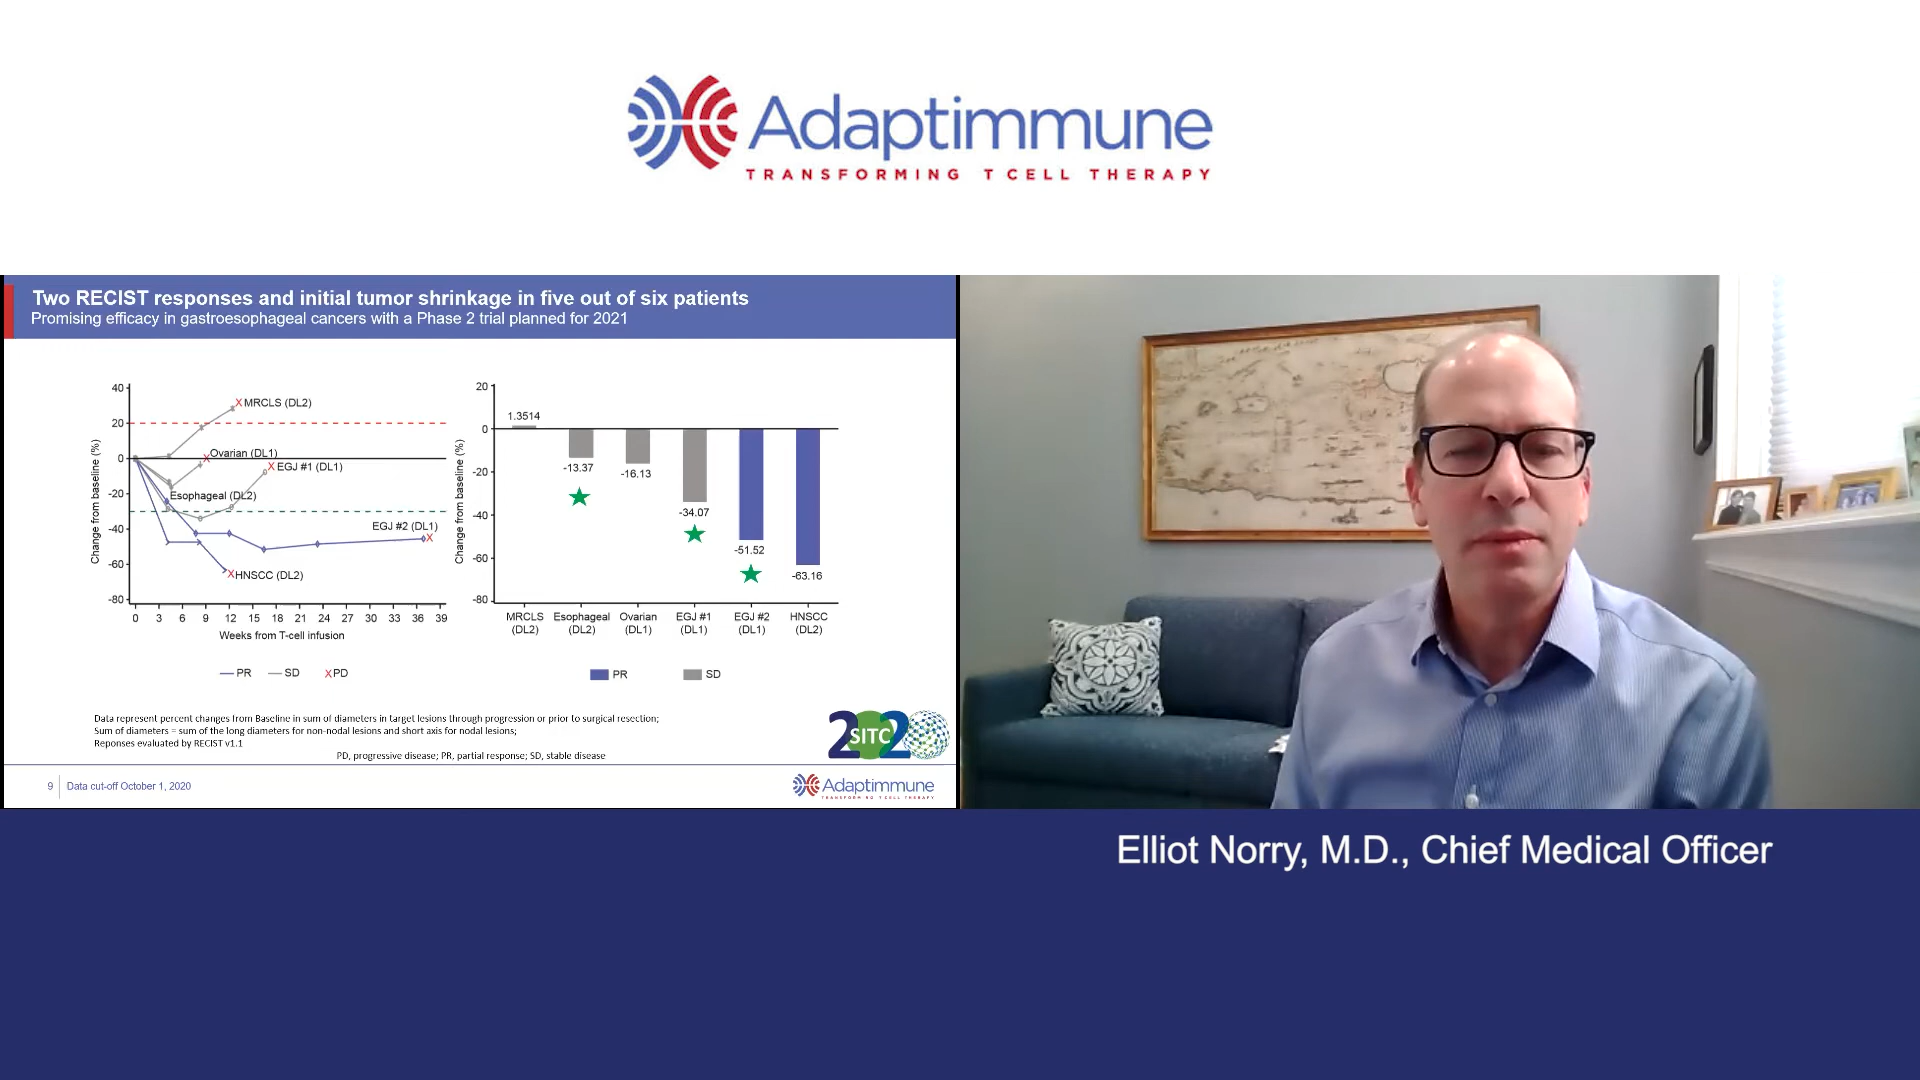 Adaptimmune
TRANSFORMING T CELL THERAPY
Two RECIST responses and initial tumor shrinkage in five out of six patients
Promising efficacy in gastroesophageal cancers with a Phase 2 trial planned for 2021
Change from baseline (%)
40
20
0
-20
-40
-60
-80
X MRCLS (DL2)
X Ovarian (DL1)
X EGJ #1 (DL1)
Esophageal (DL2)
EGJ #2 (DL1)
X
X HNSCC (DL2)
0 3 6 9 12 15 18 21 24 27 30 33 36 39
Weeks from T-cell infusion
PR SD X PD
Change from baseline (%)
20
0
-20
-40
-60
-80
1.3514
-13.37
-16.13
-34.07
-51.52
-63.16
MRCLS Esophageal Ovarian EGJ #1 EGJ #2 HNSCC
(DL2) (DL2) (DL1) (DL1) (DL1) (DL2)
PR SD
Data represent percent changes from Baseline in sum of diameters in target lesions through progression or prior to surgical resection;
Sum of diameters = sum of the long diameters for non-nodal lesions and short axis for nodal lesions;
Reponses evaluated by RECIST v1.1
PD, progressive disease; PR, partial response; SD, stable disease
2020
SITC
9 Data cut-off October 1, 2020
Adaptimmune
Elliot Norry, M.D., Chief Medical Officer